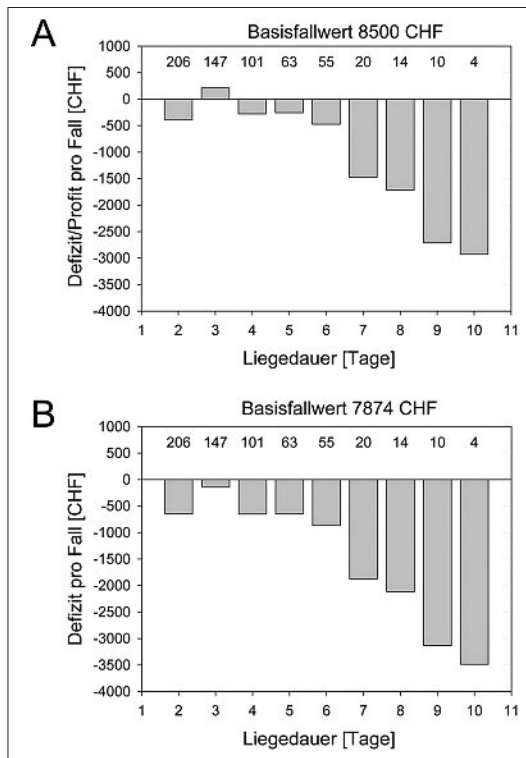 A
Basisfallwert 8500 CHF
1000
500
0
-500
-1000
-1500
-2000
-2500
-3000
-3500
-4000
Defizit/Profit pro Fall [CHF]
206 147 101 63 55 20 14 10 4
1 2 3 4 5 6 7 8 9 10 11
Liegedauer [Tage]
B
Basisfallwert 7874 CHF
1000
500
0
-500
-1000
-1500
-2000
-2500
-3000
-3500
-4000
Defizit pro Fall [CHF]
206 147 101 63 55 20 14 10 4
1 2 3 4 5 6 7 8 9 10 11
Liegedauer [Tage]